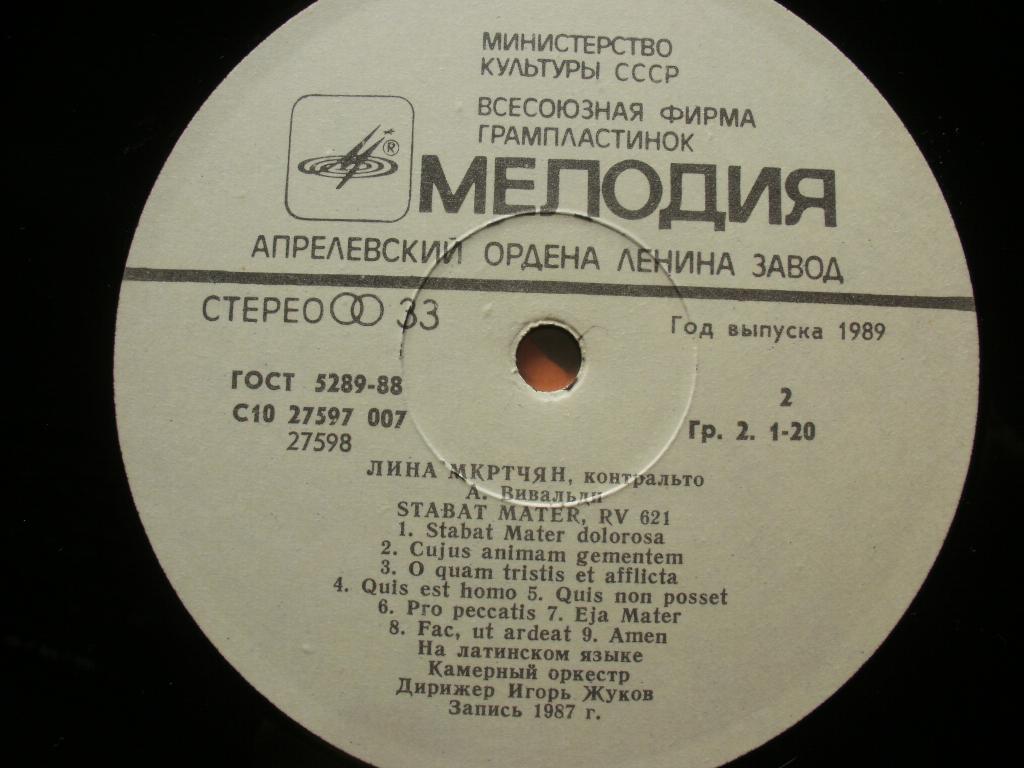 МИНИСТЕРСТВО
КУЛЬТУРЫ СССР
ВСЕСОЮЗНАЯ ФИРМА
ГРАМПЛАСТИНОК
®
МЕЛОДИЯ
АПРЕЛЕВСКИЙ ОРДЕНА ЛЕНИНА ЗАВОД
СТЕРЕО 33
Год выпуска 1989
ГОСТ 5289-88
С10 27597 007
27598
2
Гр. 2. 1-20
ЛИНА МКРТЧЯН, контральто
А. Вивальди
STABAT MATER, RV 621
1. Stabat Mater dolorosa
2. Cujus animam gementem
3. O quam tristis et afflicta
4. Quis est homo 5. Quis non posset
6. Pro peccatis 7. Eja Mater
8. Fac, ut ardeat 9. Amen
На латинском языке
Камерный оркестр
Дирижер Игорь Жуков
Запись 1987 г.